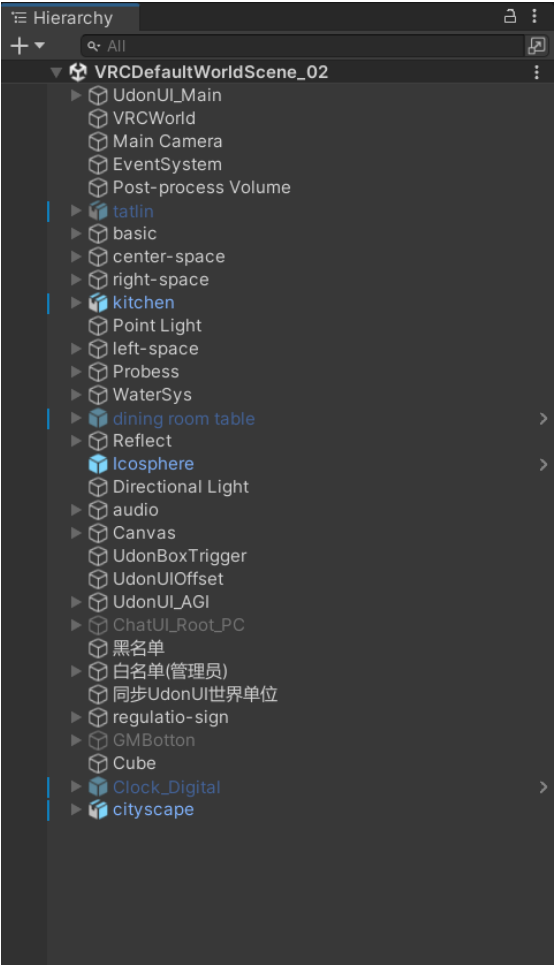 Hierarchy
All
VRCDefaultWorldScene_02
UdonUI_Main
VRCWorld
Main Camera
EventSystem
Post-process Volume
tatlin
basic
center-space
right-space
kitchen
Point Light
left-space
Probess
WaterSys
dining room table
Reflect
Icosphere
Directional Light
audio
Canvas
UdonBoxTrigger
UdonUIOffset
UdonUI_AGI
ChatUI_Root_PC
黑名单
白名单(管理员)
同步UdonUI世界单位
regulatio-sign
GMBotton
Cube
Clock_Digital
cityscape